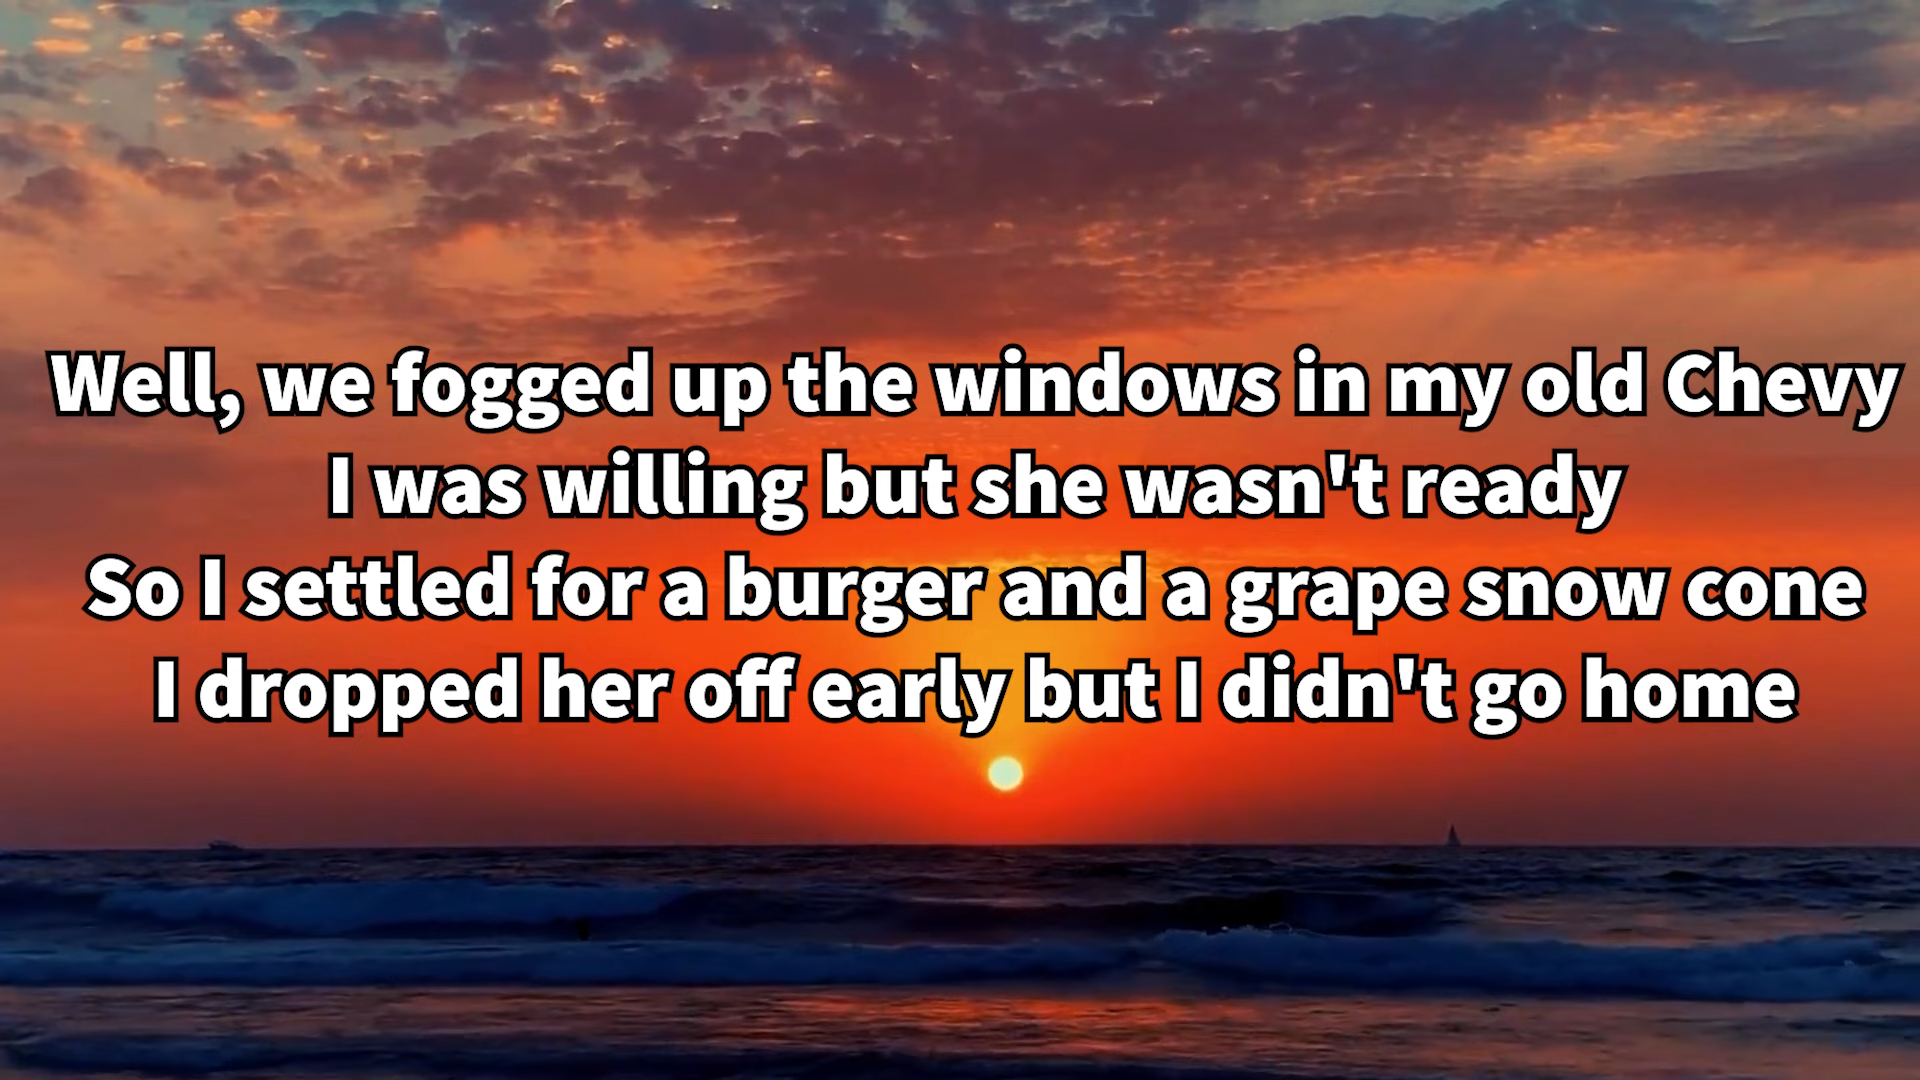 Well, we fogged up the windows in my old Chevy
I was willing but she wasn't ready
So I settled for a burger and a grape snow cone
I dropped her off early but I didn't go home